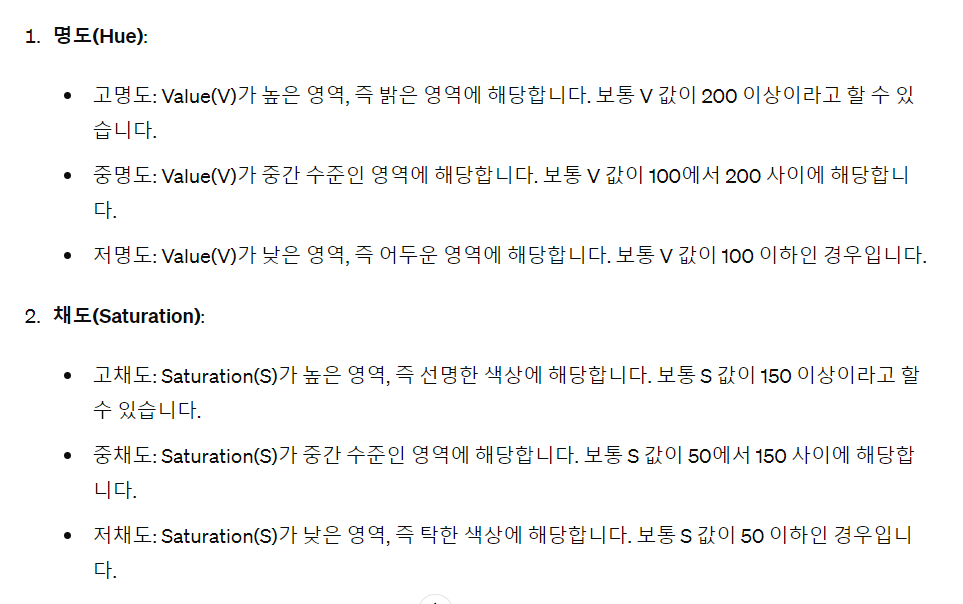 1. 명도(Hue):
• 고명도: Value(V)가 높은 영역, 즉 밝은 영역에 해당합니다. 보통 V 값이 200 이상이라고 할 수 있
습니다.
• 중명도: Value(V)가 중간 수준인 영역에 해당합니다. 보통 V 값이 100에서 200 사이에 해당합니
다.
• 저명도: Value(V)가 낮은 영역, 즉 어두운 영역에 해당합니다. 보통 V 값이 100 이하인 경우입니다.
2. 채도(Saturation):
• 고채도: Saturation(S)가 높은 영역, 즉 선명한 색상에 해당합니다. 보통 S 값이 150 이상이라고 할
수 있습니다.
• 중채도: Saturation(S)가 중간 수준인 영역에 해당합니다. 보통 S 값이 50에서 150 사이에 해당합
니다.
• 저채도: Saturation(S)가 낮은 영역, 즉 탁한 색상에 해당합니다. 보통 S 값이 50 이하인 경우입니
다.